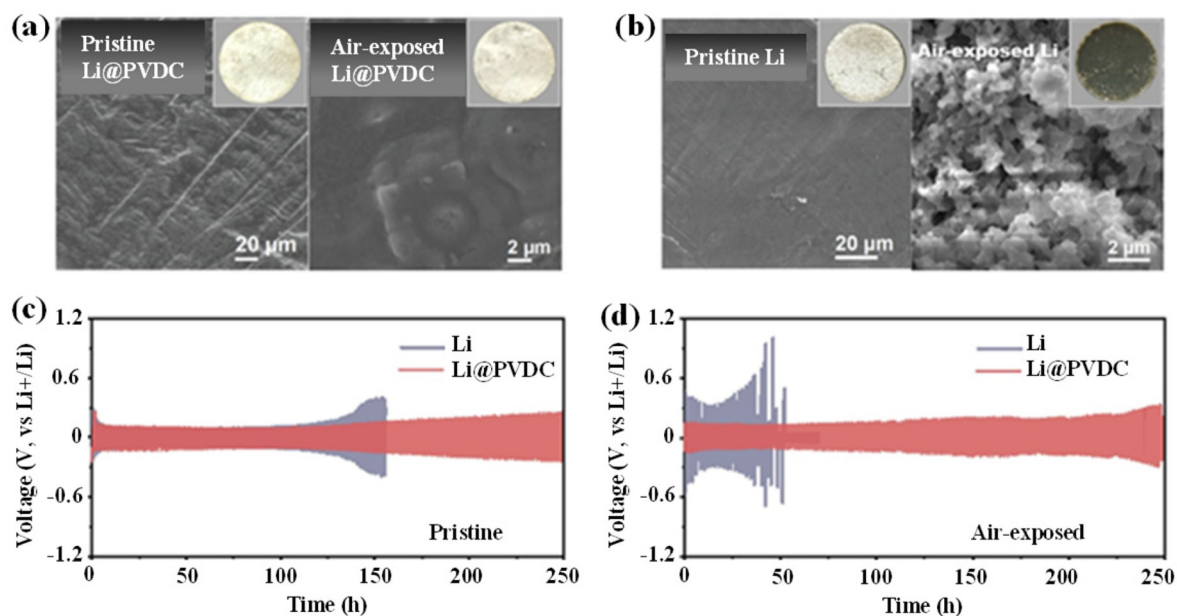 (a)
Pristine
Li@PVDC
20 μm
Air-exposed
Li@PVDC
2 μm
(b)
Pristine Li
20 μm
Air-exposed Li
2 μm
(c)
Voltage (V, vs Li+/Li)
1.2
0.6
0
-0.6
-1.2
Li
Li@PVDC
Pristine
0
50
100
150
200
250
Time (h)
(d)
Voltage (V, vs Li+/Li)
1.2
0.6
0
-0.6
-1.2
Li
Li@PVDC
Air-exposed
0
50
100
150
200
250
Time (h)